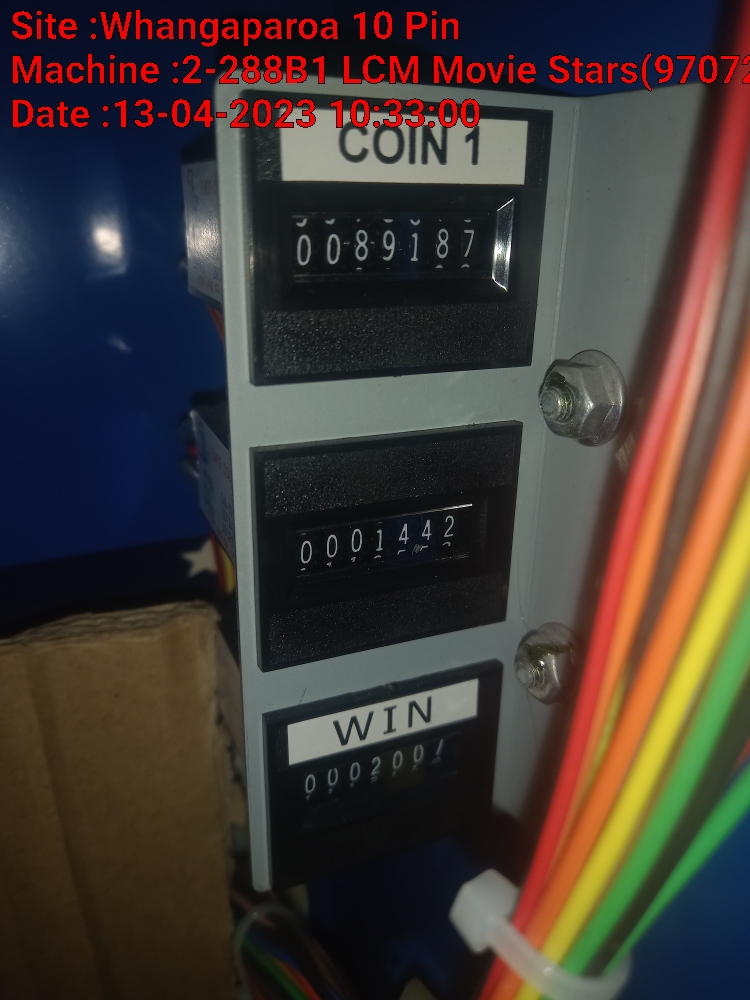 Site :Whangaparoa 10 Pin
Machine :2-288B1 LCM Movie Stars(97072
Date :13-04-2023 10:33:00
COIN 1
0089187
0001442
WIN